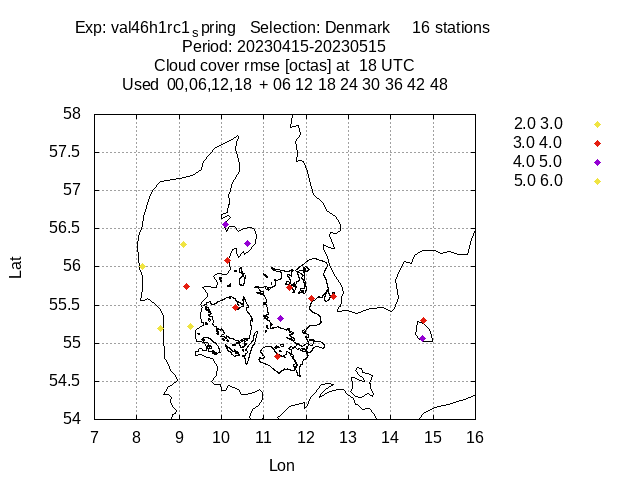 Exp: val46h1rc1spring   Selection: Denmark     16 stations
Period: 20230415-20230515
Cloud cover rmse [octas] at  18 UTC
Used  00,06,12,18  + 06 12 18 24 30 36 42 48
2.0 3.0
3.0 4.0
4.0 5.0
5.0 6.0
58
57.5
57
56.5
56
55.5
55
54.5
54
Lat
7 8 9 10 11 12 13 14 15 16
Lon